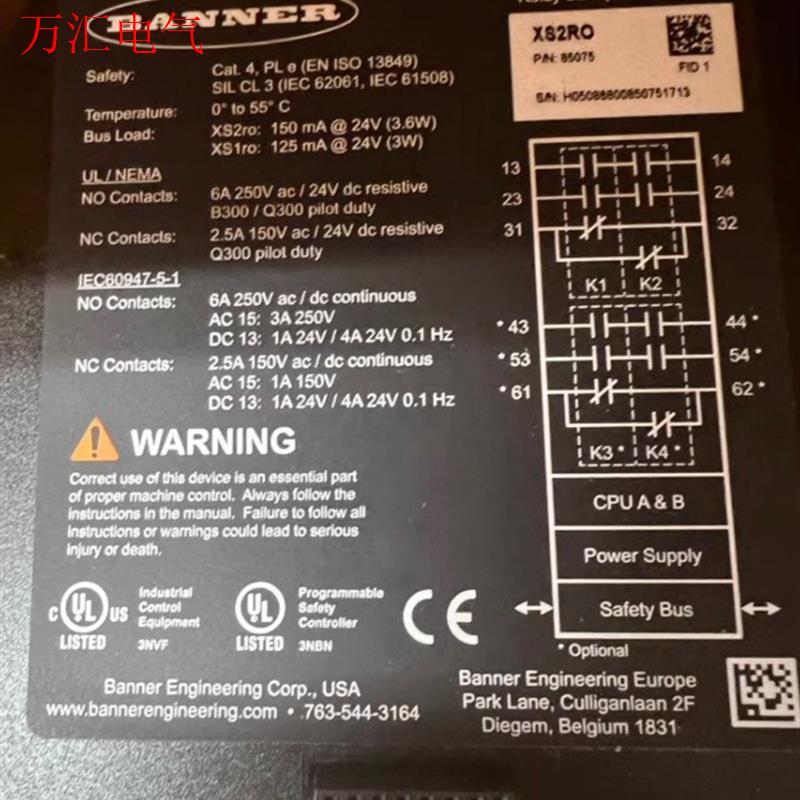 万汇电气
BANNER
XS2RO
P/N: 85075
FID 1
S/N: H05088800850751713
Safety: Cat. 4, PL e (EN ISO 13849)
SIL CL 3 (IEC 62061, IEC 61508)
Temperature: 0° to 55° C
Bus Load: XS2ro: 150 mA @ 24V (3.6W)
XS1ro: 125 mA @ 24V (3W)
UL / NEMA
NO Contacts: 6A 250V ac / 24V dc resistive
B300 / Q300 pilot duty
NC Contacts: 2.5A 150V ac / 24V dc resistive
Q300 pilot duty
IEC60947-5-1
NO Contacts: 6A 250V ac / dc continuous
AC 15: 3A 250V
DC 13: 1A 24V / 4A 24V 0.1 Hz
NC Contacts: 2.5A 150V ac / dc continuous
AC 15: 1A 150V
DC 13: 1A 24V / 4A 24V 0.1 Hz
WARNING
Correct use of this device is an essential part
of proper machine control. Always follow the
instructions in the manual. Failure to follow all
instructions or warnings could lead to serious
injury or death.
13 14
23 24
31 32
K1 K2
* 43 44 *
* 53 54 *
* 61 62 *
K3 * K4 *
CPU A & B
Power Supply
Safety Bus
* Optional
C UL US LISTED
Industrial
Control
Equipment
3NVF
UL LISTED
Programmable
Safety
Controller
3NBN
CE
Banner Engineering Corp., USA
www.bannerengineering.com • 763-544-3164
Banner Engineering Europe
Park Lane, Culliganlaan 2F
Diegem, Belgium 1831